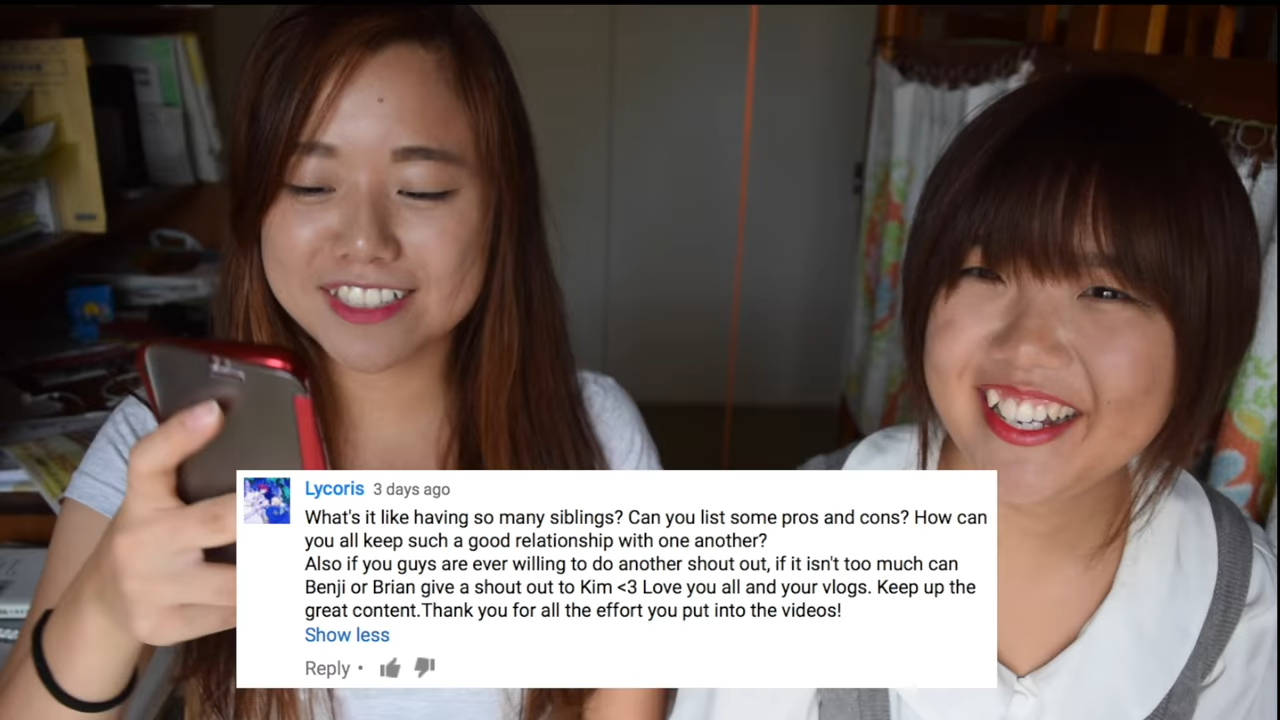 Lycoris 3 days ago
What's it like having so many siblings? Can you list some pros and cons? How can
you all keep such a good relationship with one another?
Also if you guys are ever willing to do another shout out, if it isn't too much can
Benji or Brian give a shout out to Kim <3 Love you all and your vlogs. Keep up the
great content.Thank you for all the effort you put into the videos!
Show less
Reply •